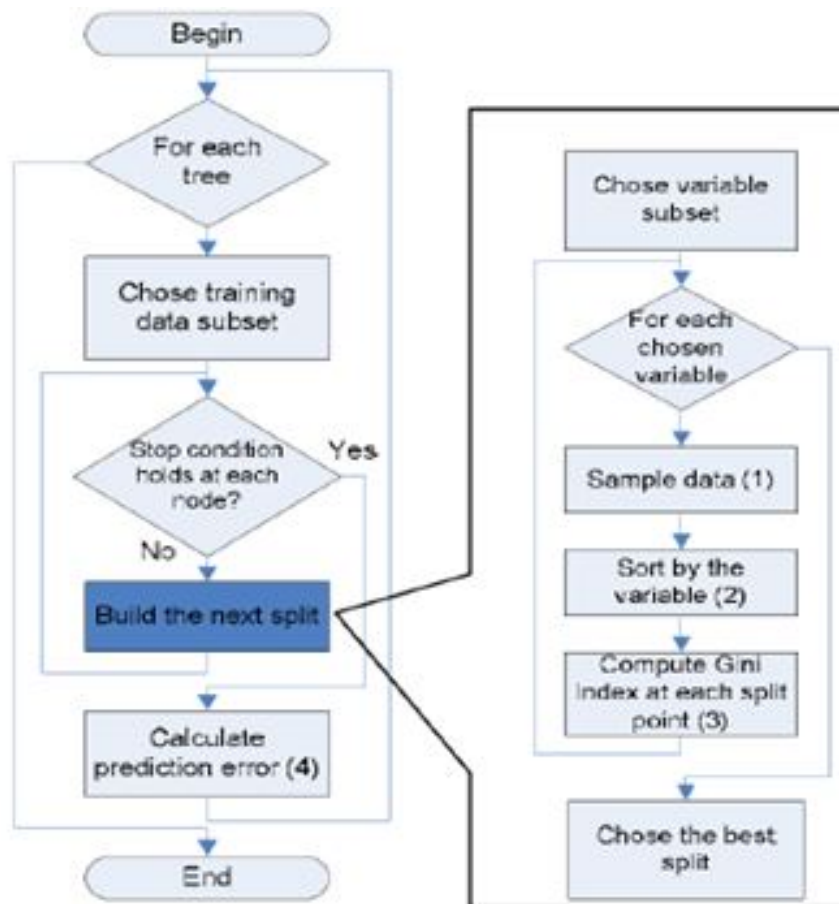 Begin
For each
tree
Chose training
data subset
Stop condition
holds at each
node?
Yes
No
Build the next split
Calculate
prediction error (4)
End
Chose variable
subset
For each
chosen
variable
Sample data (1)
Sort by the
variable (2)
Compute Gini
Index at each split
point (3)
Chose the best
split